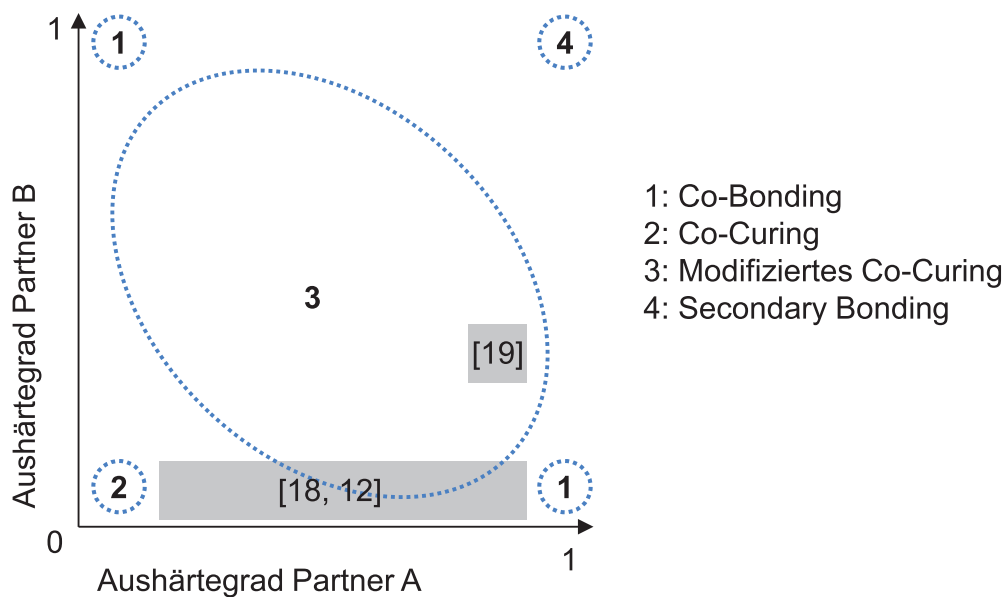 1
1
4
Aushärtegrad Partner B
3
[19]
2
[18, 12]
1
0
1
Aushärtegrad Partner A
1: Co-Bonding
2: Co-Curing
3: Modifiziertes Co-Curing
4: Secondary Bonding